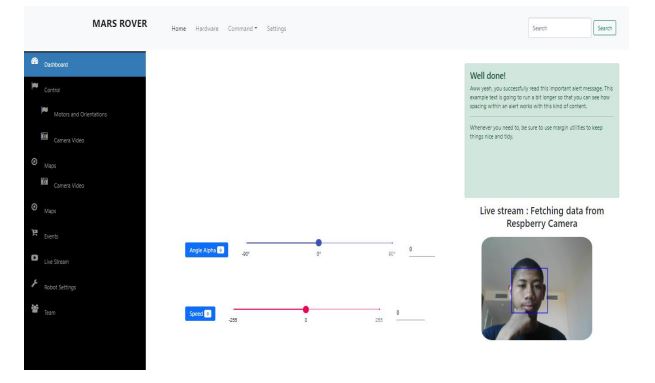 MARS ROVER
Home Hardware Command Settings
Search Search
Dashboard
Control
Motors and Orientations
Camera Video
Maps
Camera Video
Maps
Events
Live Stream
Robot Settings
Team
Well done!
Aww yeah, you successfully read this important alert message. This
example text is going to run a bit longer so that you can see how
spacing within an alert works with this kind of content.
Whenever you need to, be sure to use margin utilities to keep
things nice and tidy.
Live stream : Fetching data from
Respberry Camera
Angle Alpha 0
-90° 0° 90° 0
Speed 0
-255 0 255 0